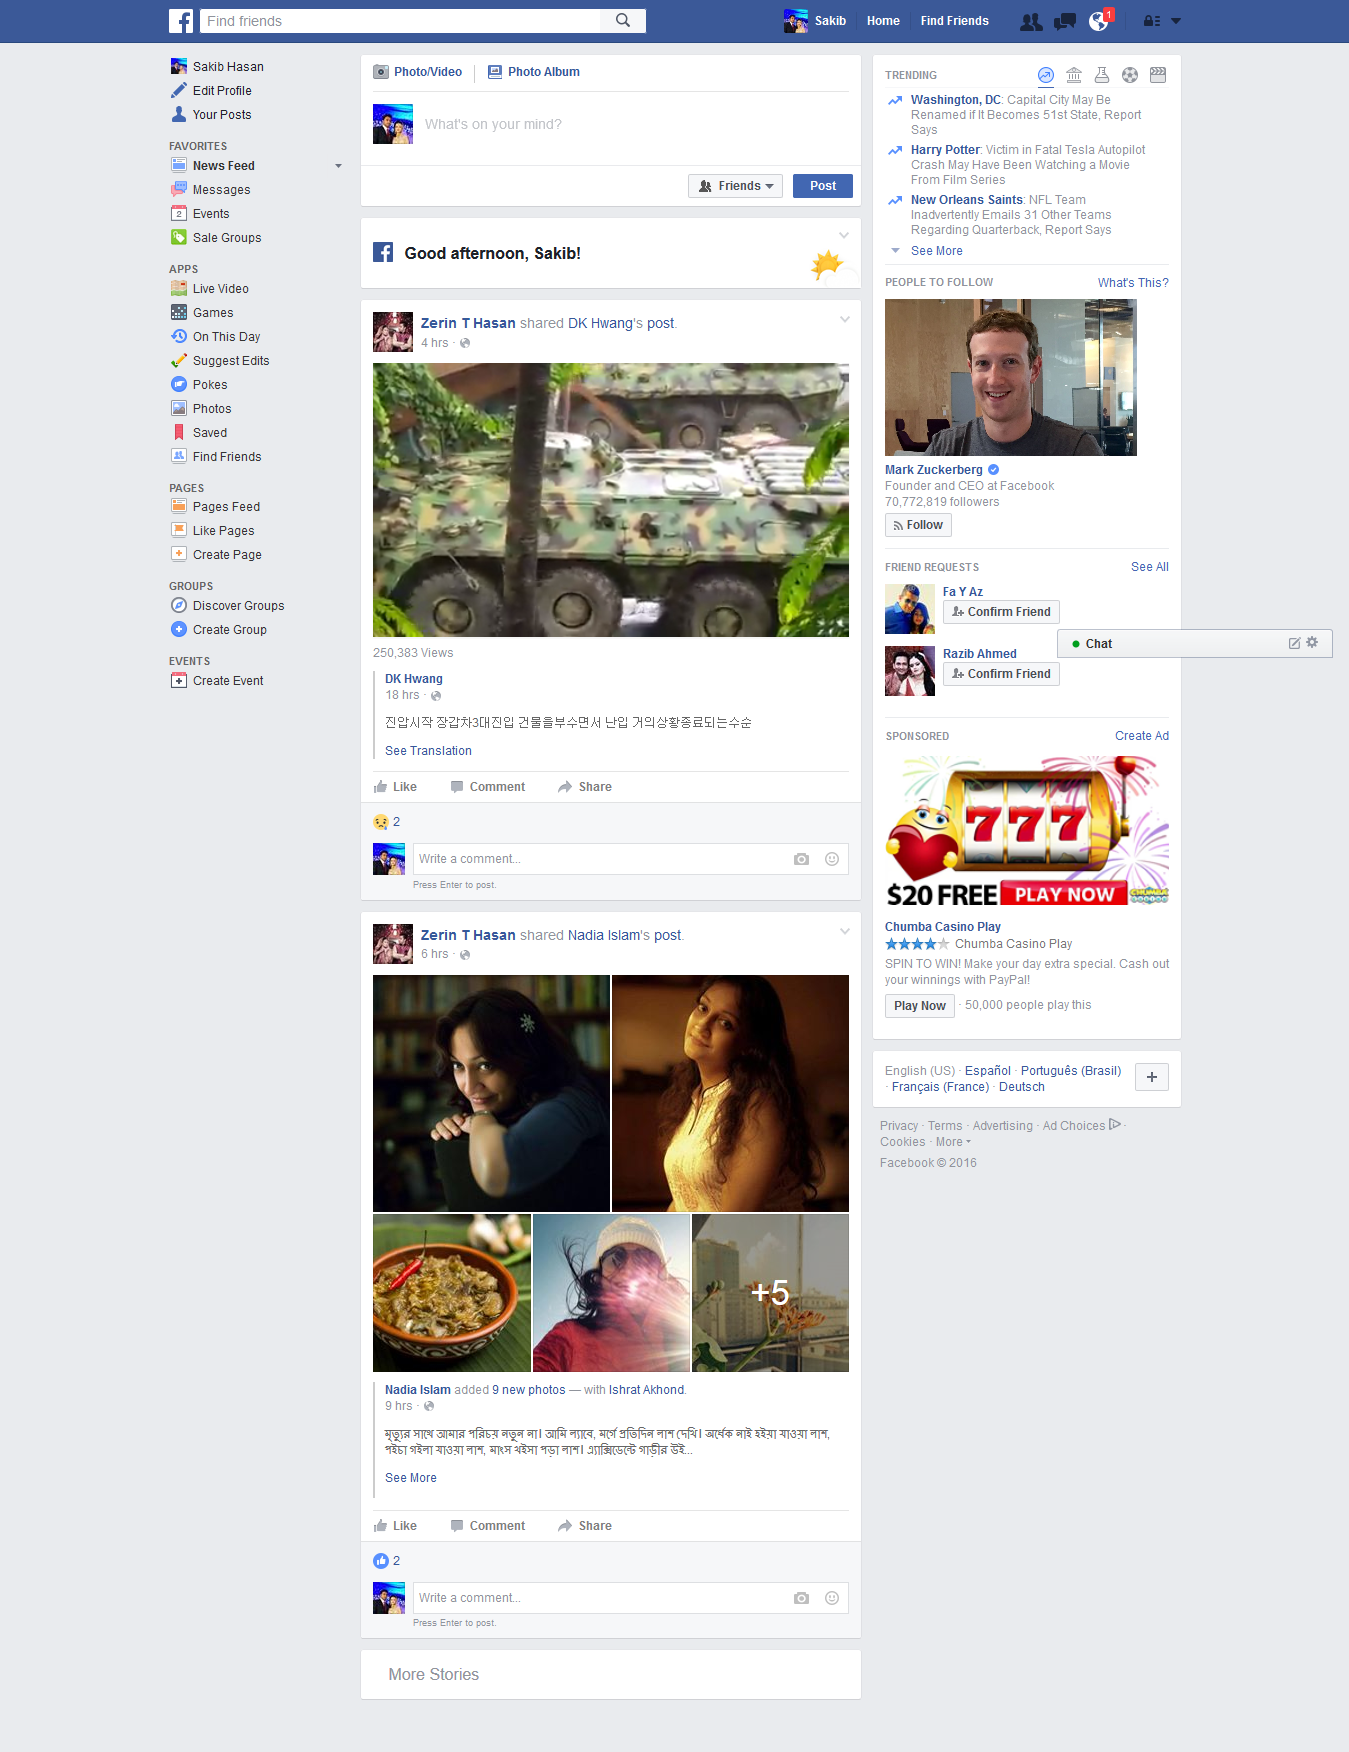 Find friends
Sakib
Home
Find Friends
1
Sakib Hasan
Edit Profile
Your Posts
FAVORITES
News Feed
Messages
2
Events
Sale Groups
APPS
Live Video
Games
On This Day
Suggest Edits
Pokes
Photos
Saved
Find Friends
PAGES
Pages Feed
Like Pages
Create Page
GROUPS
Discover Groups
Create Group
EVENTS
Create Event
Photo/Video
Photo Album
What's on your mind?
Friends
Post
Good afternoon, Sakib!
Zerin T Hasan shared DK Hwang's post.
4 hrs ·
250,383 Views
DK Hwang
18 hrs ·
진압시작 장갑차3대진입 건물을부수면서 난입 거의상황종료되는수순
See Translation
Like Comment Share
2
Write a comment...
Press Enter to post.
Zerin T Hasan shared Nadia Islam's post.
6 hrs ·
+5
Nadia Islam added 9 new photos — with Ishrat Akhond.
9 hrs ·
মৃত্যুর সাথে আমার পরিচয় নতুন না। আমি ল্যাবে, মর্গে প্রতিদিন লাশ দেখি। অর্ধেক নাই হইয়া যাওয়া লাশ,
পইচা গইলা যাওয়া লাশ, মাংস খইসা পড়া লাশ। এ্যাক্সিডেন্টে গাড়ীর উই...
See More
Like Comment Share
2
Write a comment...
Press Enter to post.
More Stories
TRENDING
Washington, DC: Capital City May Be
Renamed if It Becomes 51st State, Report
Says
Harry Potter: Victim in Fatal Tesla Autopilot
Crash May Have Been Watching a Movie
From Film Series
New Orleans Saints: NFL Team
Inadvertently Emails 31 Other Teams
Regarding Quarterback, Report Says
See More
PEOPLE TO FOLLOW
What's This?
Mark Zuckerberg
Founder and CEO at Facebook
70,772,819 followers
Follow
FRIEND REQUESTS
See All
Fa Y Az
Confirm Friend
Razib Ahmed
Confirm Friend
Chat
SPONSORED
Create Ad
777
$20 FREE PLAY NOW CHUMBA CASINO
Chumba Casino Play
Chumba Casino Play
SPIN TO WIN! Make your day extra special. Cash out
your winnings with PayPal!
Play Now · 50,000 people play this
English (US) · Español · Português (Brasil)
· Français (France) · Deutsch
Privacy · Terms · Advertising · Ad Choices ·
Cookies · More
Facebook © 2016